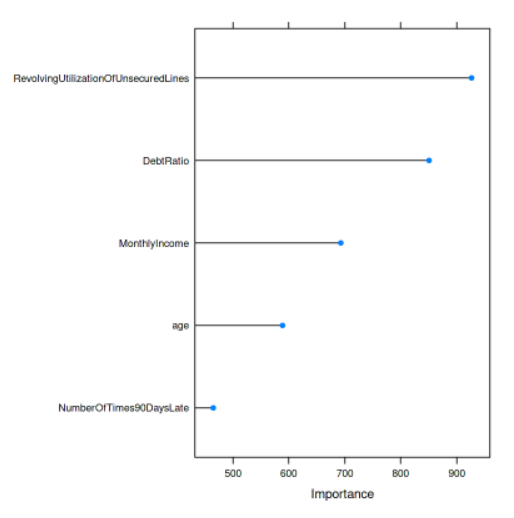 RevolvingUtilizationOfUnsecuredLines
DebtRatio
MonthlyIncome
age
NumberOfTimes90DaysLate
500 600 700 800 900
Importance